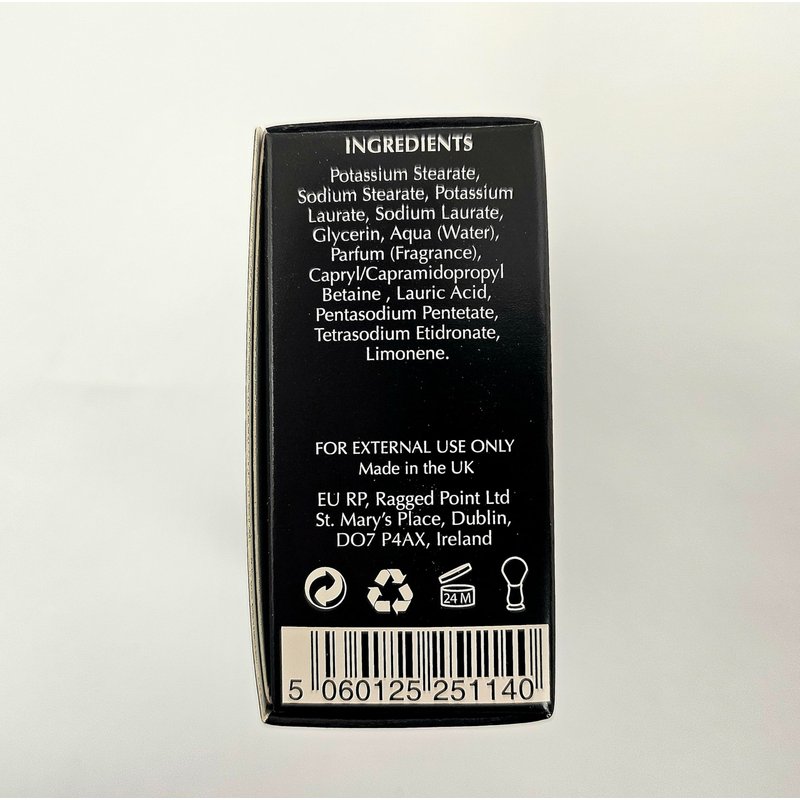 INGREDIENTS
Potassium Stearate,
Sodium Stearate, Potassium
Laurate, Sodium Laurate,
Glycerin, Aqua (Water),
Parfum (Fragrance),
Capryl/Capramidopropyl
Betaine , Lauric Acid,
Pentasodium Pentetate,
Tetrasodium Etidronate,
Limonene.
FOR EXTERNAL USE ONLY
Made in the UK
EU RP, Ragged Point Ltd
St. Mary's Place, Dublin,
DO7 P4AX, Ireland
24 M
5 060125 251140